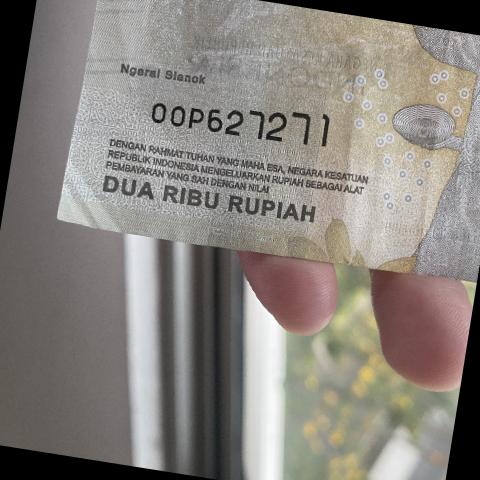 Ngarai Sianok
OOP627271
DENGAN RAHMAT TUHAN YANG MAHA ESA, NEGARA KESATUAN
REPUBLIK INDONESIA MENGELUARKAN RUPIAH SEBAGAI ALAT
PEMBAYARAN YANG SAH DENGAN NILAI
DUA RIBU RUPIAH